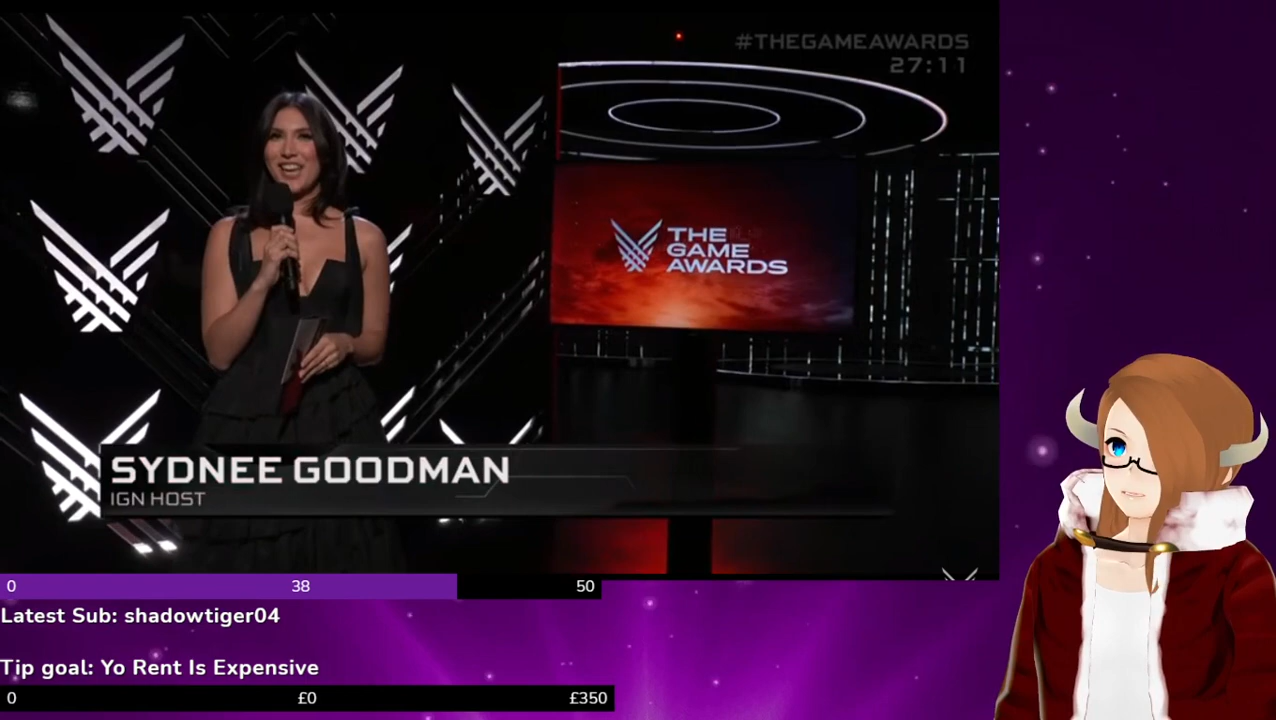 #THEGAMEAWARDS
27:11
THE
GAME
AWARDS
SYDNEE GOODMAN
IGN HOST
0 38 50
Latest Sub: shadowtiger04
Tip goal: Yo Rent Is Expensive
0 £0 £350